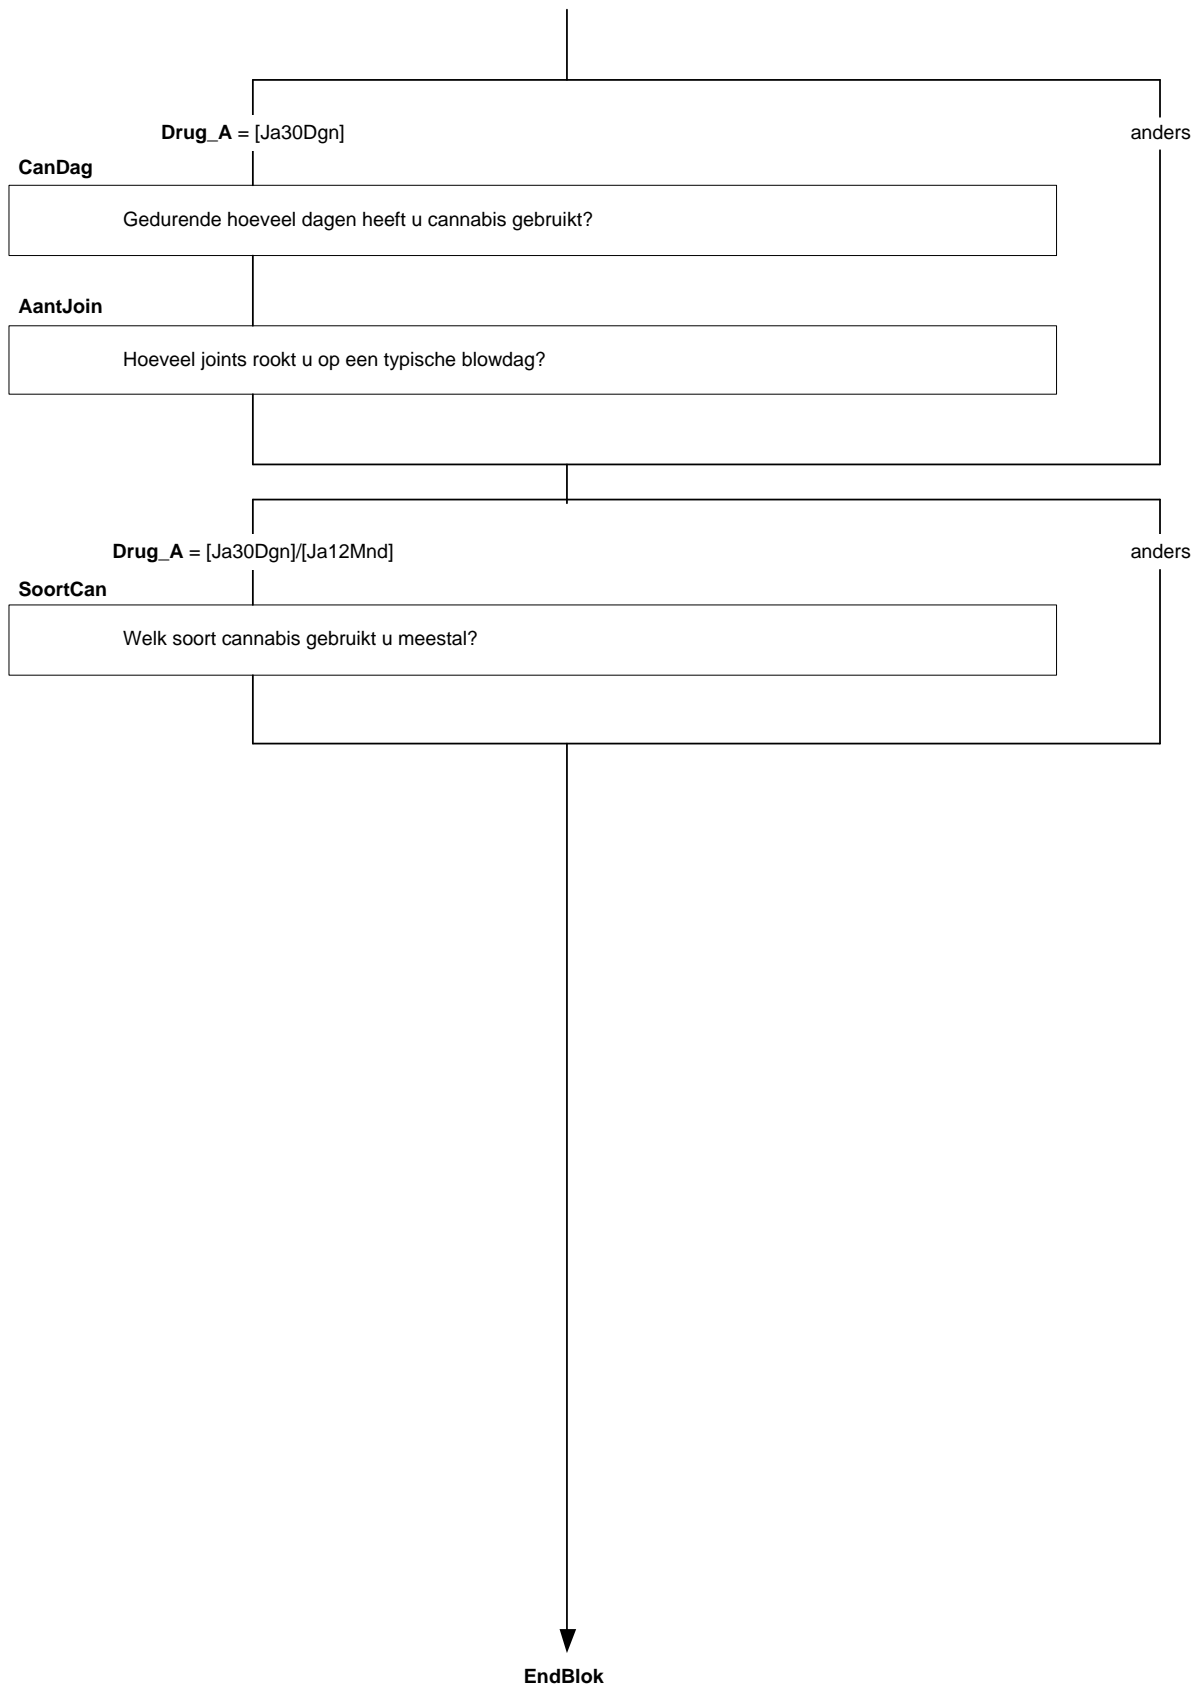 Drug_A = [Ja30Dgn]
anders
CanDag
Gedurende hoeveel dagen heeft u cannabis gebruikt?
AantJoin
Hoeveel joints rookt u op een typische blowdag?
Drug_A = [Ja30Dgn]/[Ja12Mnd]
anders
SoortCan
Welk soort cannabis gebruikt u meestal?
EndBlok